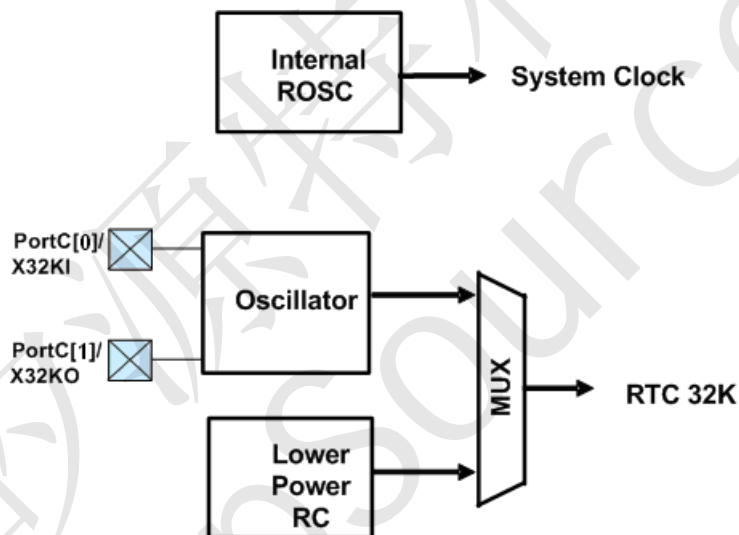 Internal
ROSC
System Clock
PortC[0]/
X32KI
Oscillator
PortC[1]/
X32KO
MUX
RTC 32K
Lower
Power
RC